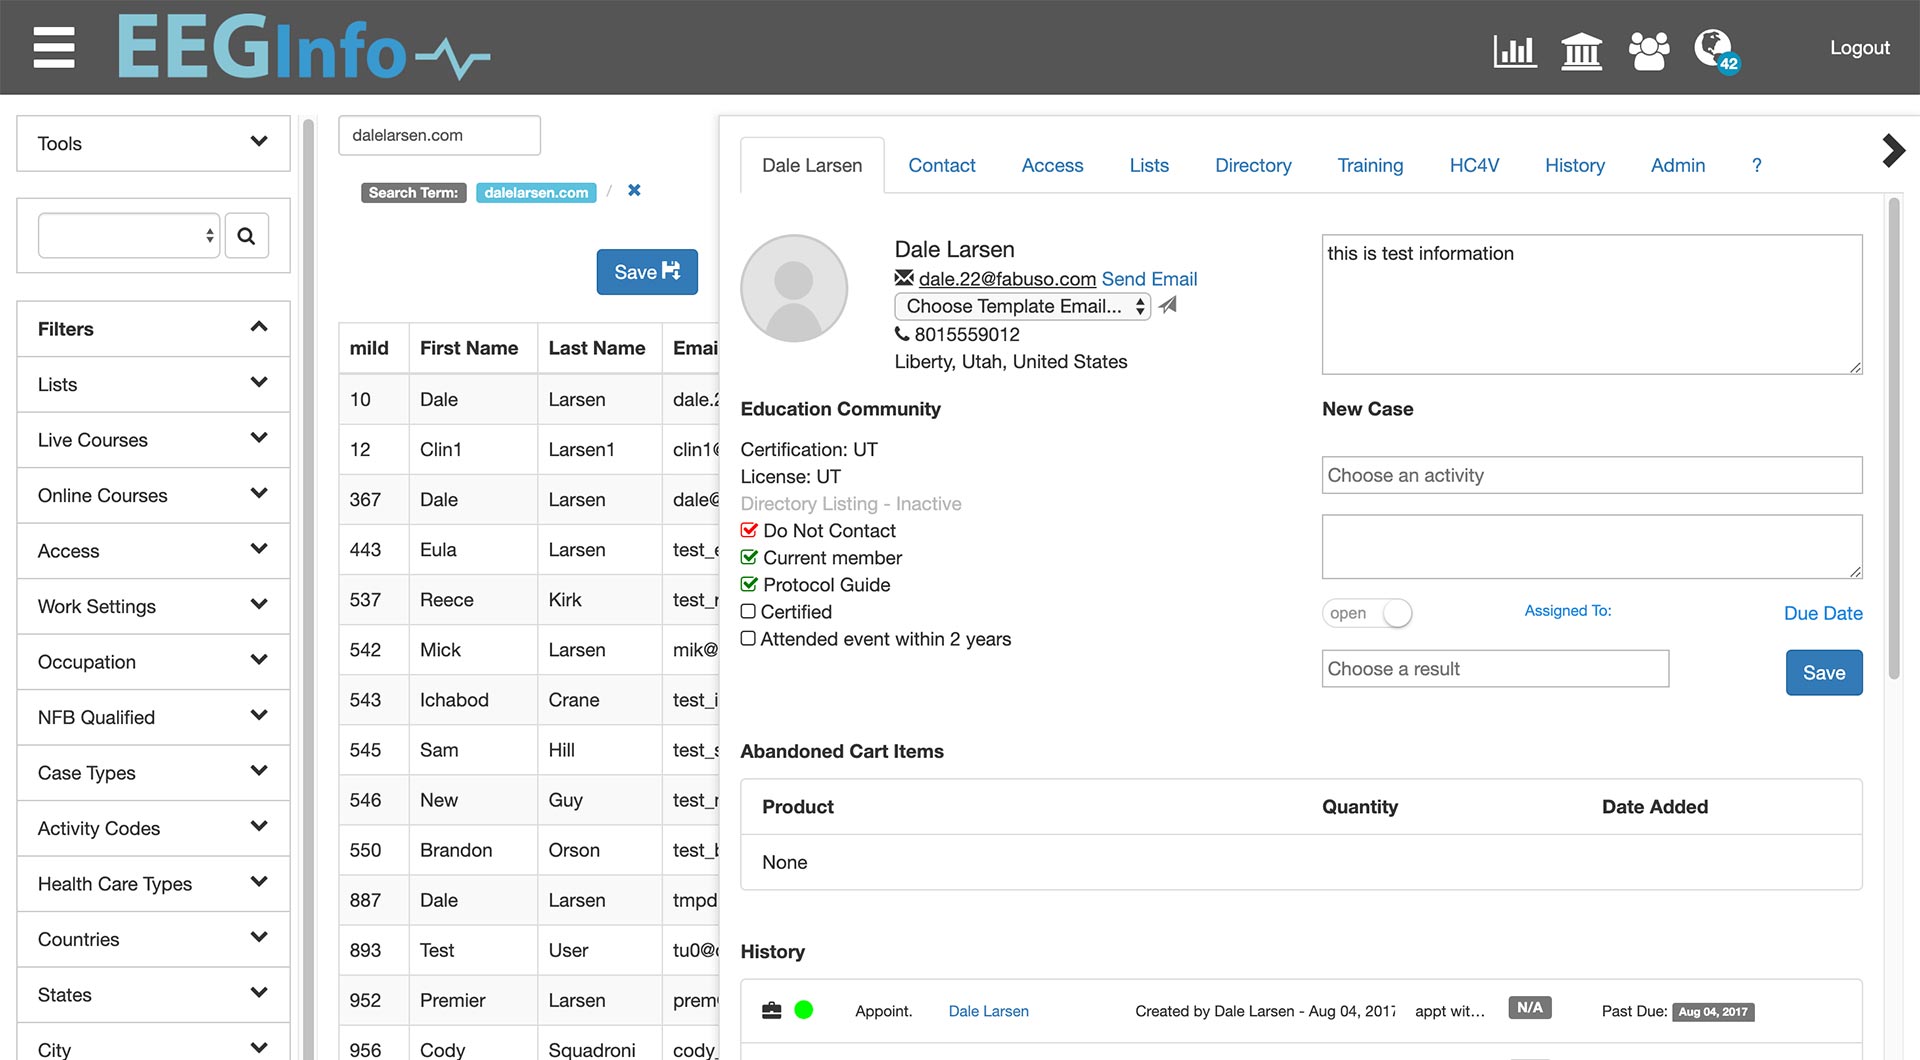 EEGInfo
42
Logout
Tools
Filters
Lists
Live Courses
Online Courses
Access
Work Settings
Occupation
NFB Qualified
Case Types
Activity Codes
Health Care Types
Countries
States
City
dalelarsen.com
Search Term: dalelarsen.com /
Save
mild First Name Last Name Emai
10 Dale Larsen dale.2
12 Clin1 Larsen1 clin1@
367 Dale Larsen dale@
443 Eula Larsen test_e
537 Reece Kirk test_r
542 Mick Larsen mik@
543 Ichabod Crane test_i
545 Sam Hill test_s
546 New Guy test_r
550 Brandon Orson test_b
887 Dale Larsen tmpd
893 Test User tu0@
952 Premier Larsen prem
956 Cody Squadroni cody_
Dale Larsen Contact Access Lists Directory Training HC4V History Admin ?
Dale Larsen
dale.22@fabuso.com Send Email
Choose Template Email...
8015559012
Liberty, Utah, United States
this is test information
Education Community
Certification: UT
License: UT
Directory Listing - Inactive
Do Not Contact
Current member
Protocol Guide
Certified
Attended event within 2 years
New Case
Choose an activity
open Assigned To: Due Date
Choose a result
Save
Abandoned Cart Items
Product Quantity Date Added
None
History
Appoint. Dale Larsen Created by Dale Larsen - Aug 04, 2017 appt wit... N/A Past Due: Aug 04, 2017